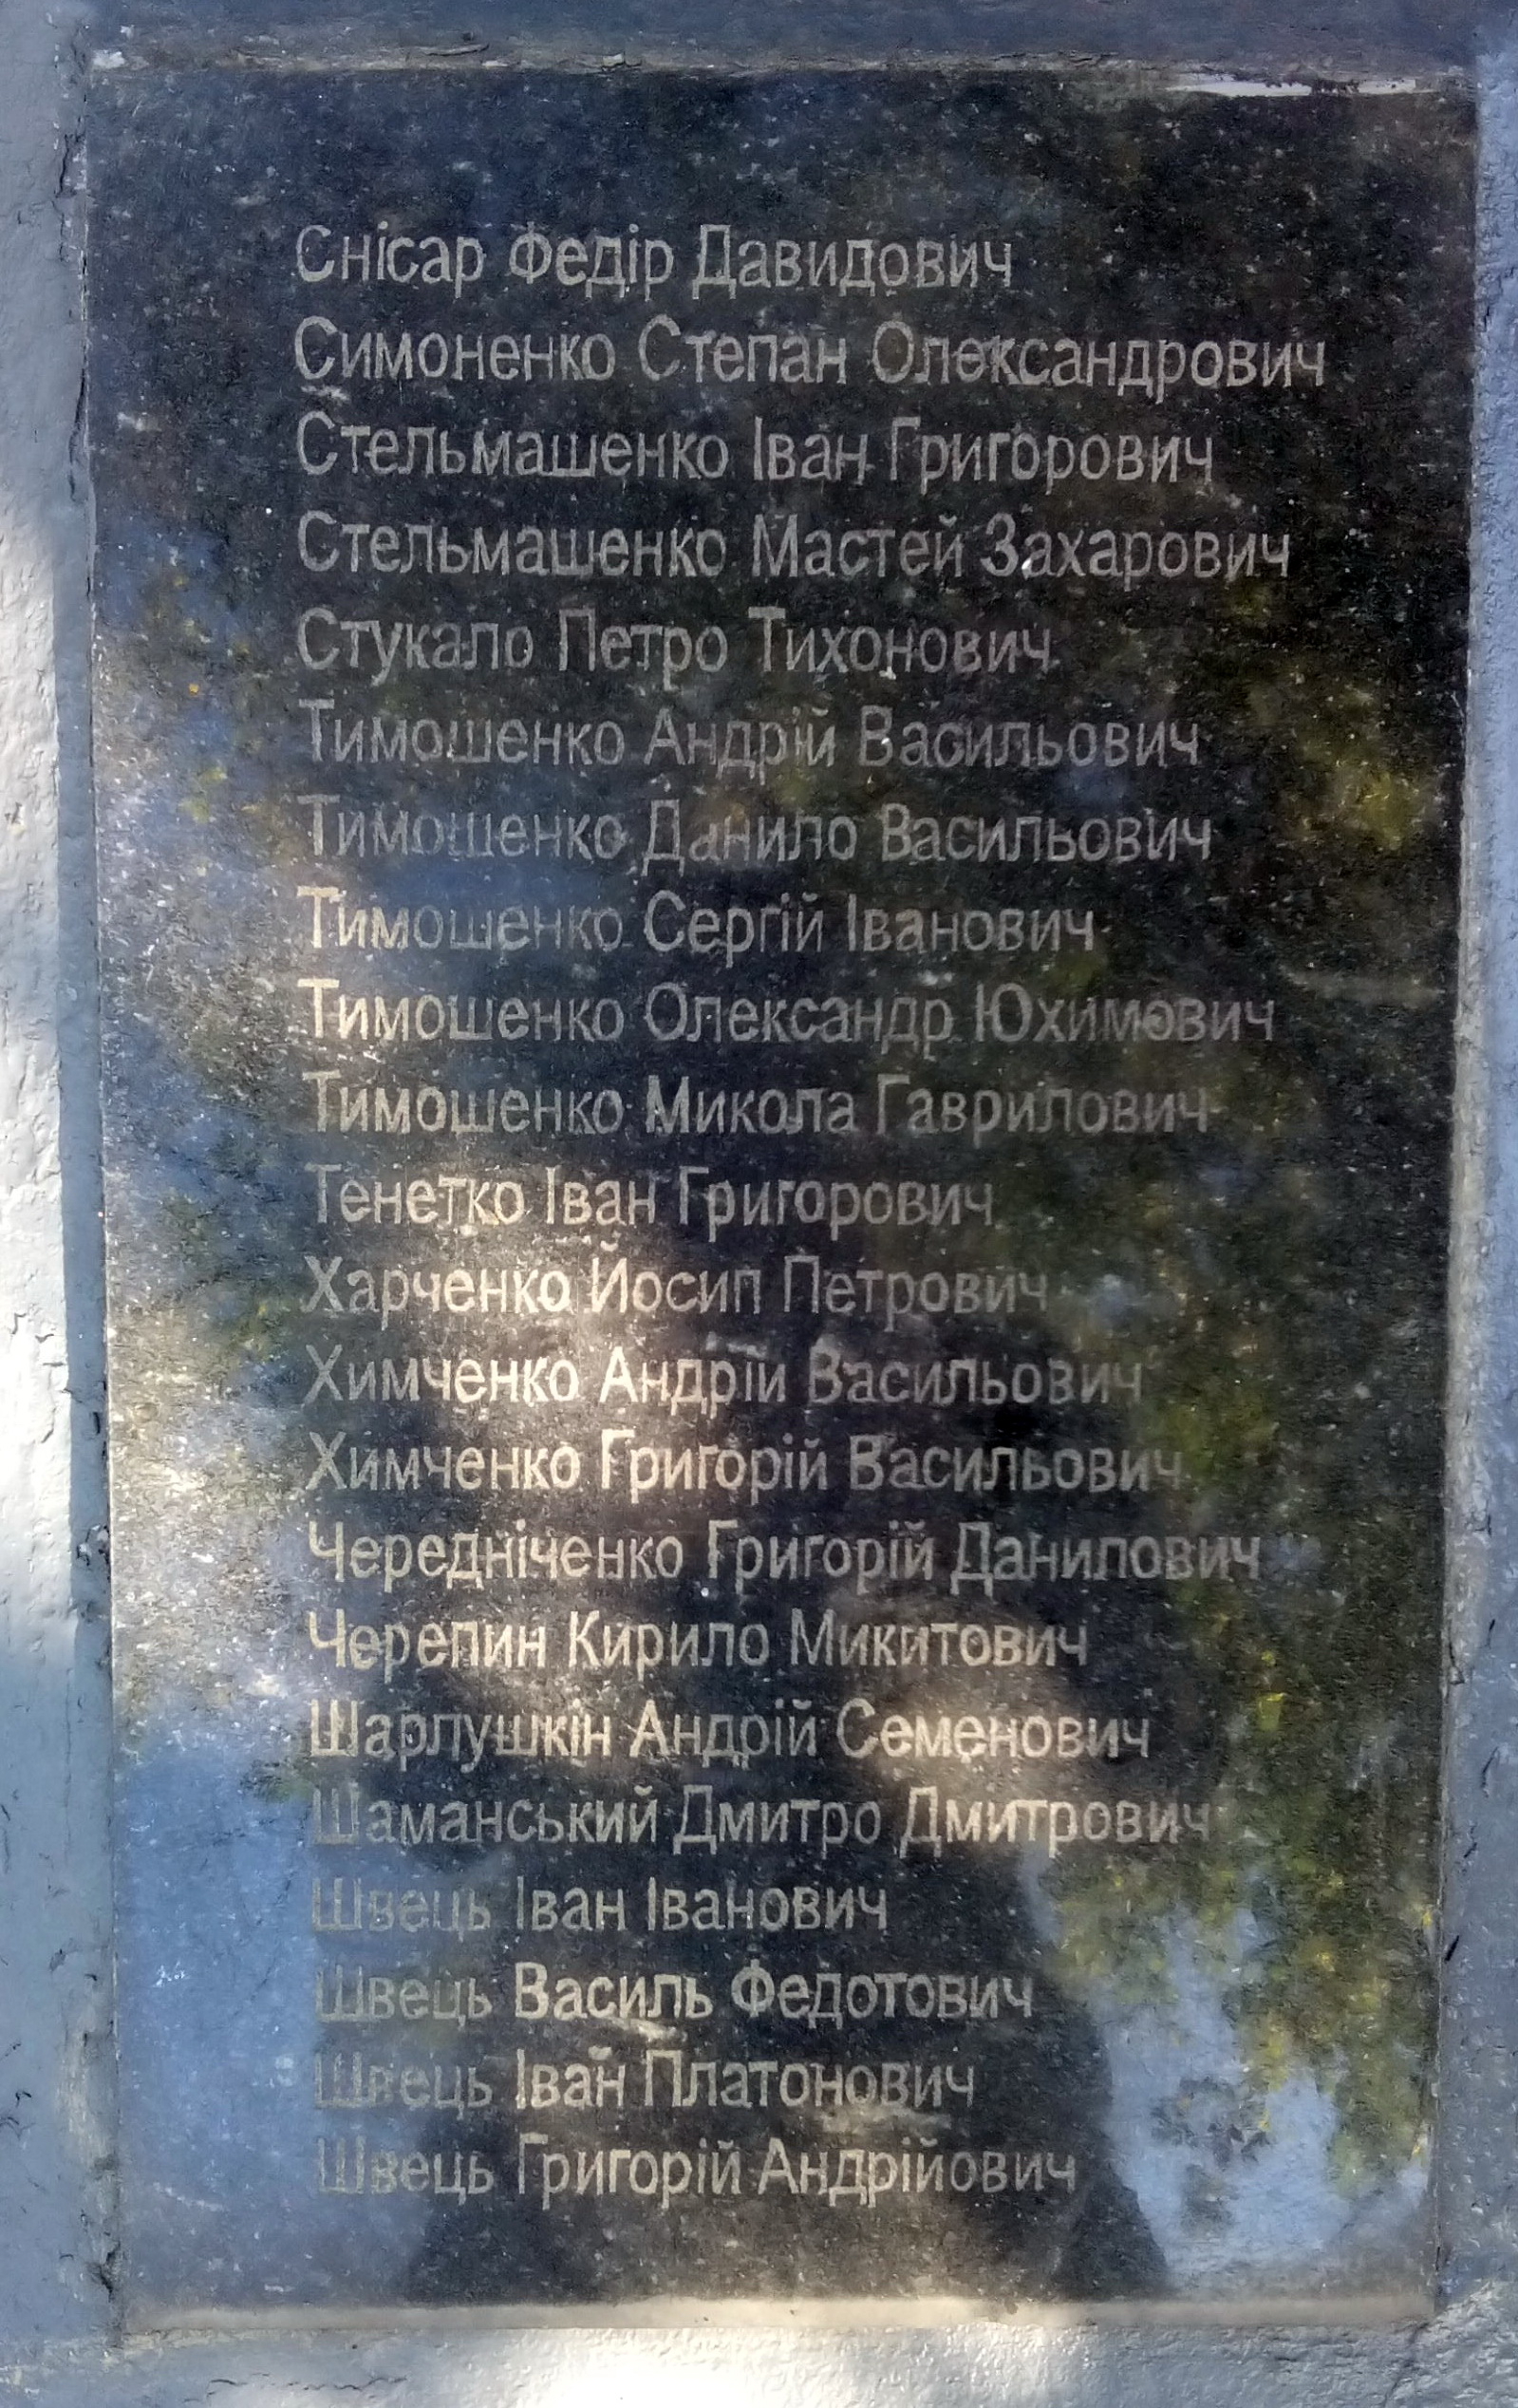 Снісар Федір Давидович
Симоненко Степан Олександрович
Стельмашенко Іван Григорович
Стельмашенко Мастей Захарович
Стукало Петро Тихонович
Тимошенко Андрій Васильович
Тимошенко Данило Васильович
Тимошенко Сергій Іванович
Тимошенко Олександр Юхимович
Тимошенко Микола Гаврилович
Тенетко Іван Григорович
Харченко Йосип Петрович
Химченко Андрій Васильович
Химченко Григорій Васильович
Чередніченко Григорій Данилович
Черепин Кирило Микитович
Шарпушкін Андрій Семенович
Шаманський Дмитро Дмитрович
Швець Іван Іванович
Швець Василь Федотович
Швець Іван Платонович
Швець Григорій Андрійович